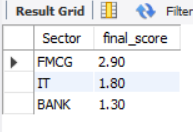 Result Grid Filter
Sector final_score
FMCG 2.90
IT 1.80
BANK 1.30